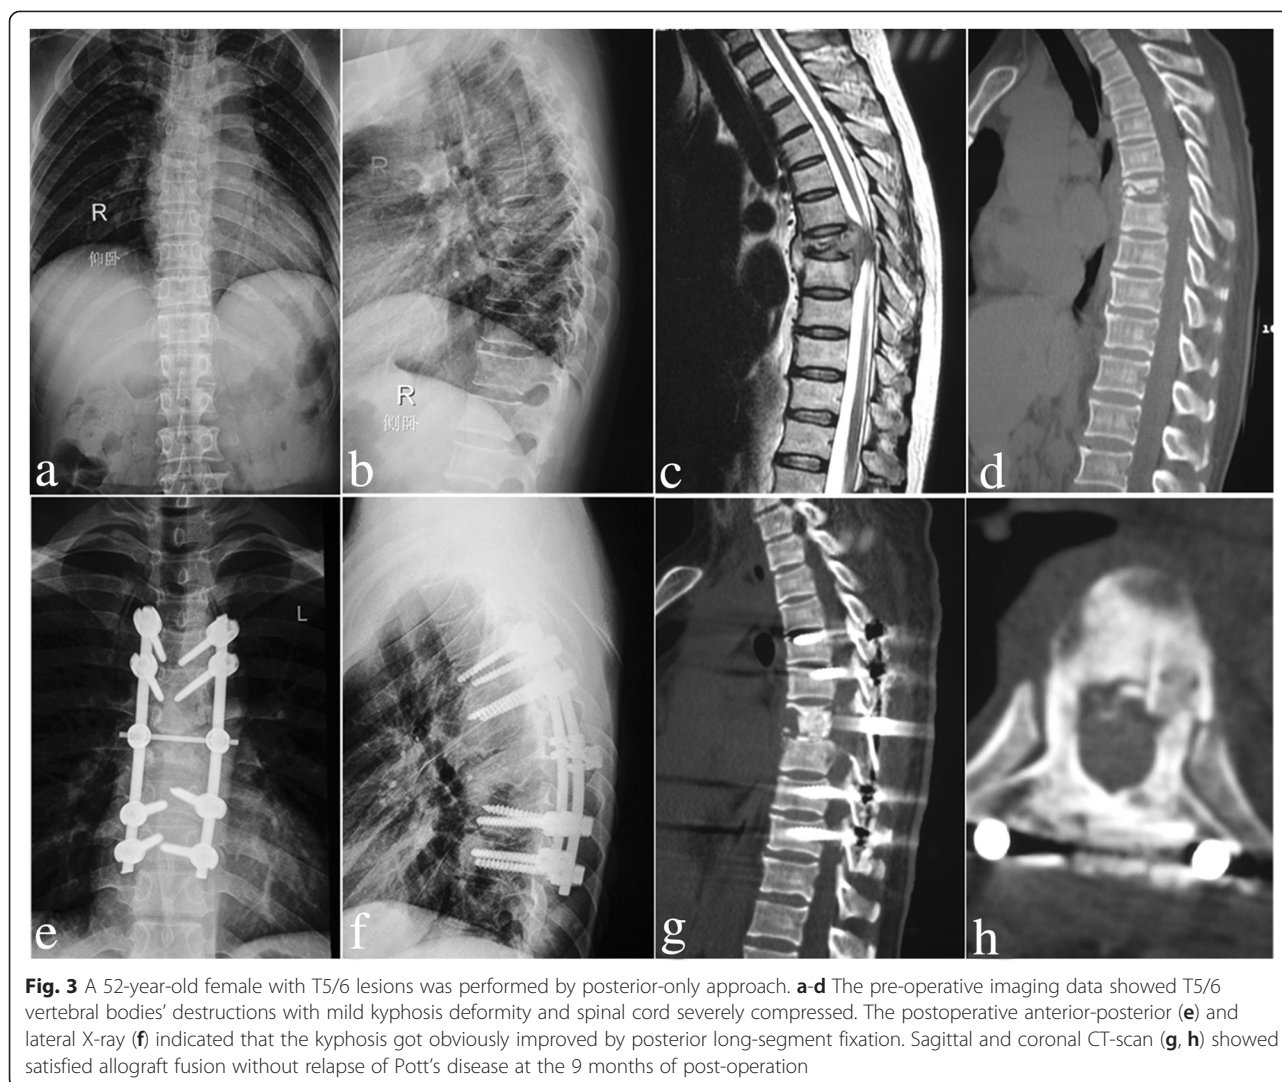 R
仰卧
a
R
R
侧卧
b
c
d
L
e
f
g
h
Fig. 3 A 52-year-old female with T5/6 lesions was performed by posterior-only approach. a-d The pre-operative imaging data showed T5/6
vertebral bodies’ destructions with mild kyphosis deformity and spinal cord severely compressed. The postoperative anterior-posterior (e) and
lateral X-ray (f) indicated that the kyphosis got obviously improved by posterior long-segment fixation. Sagittal and coronal CT-scan (g, h) showed
satisfied allograft fusion without relapse of Pott’s disease at the 9 months of post-operation